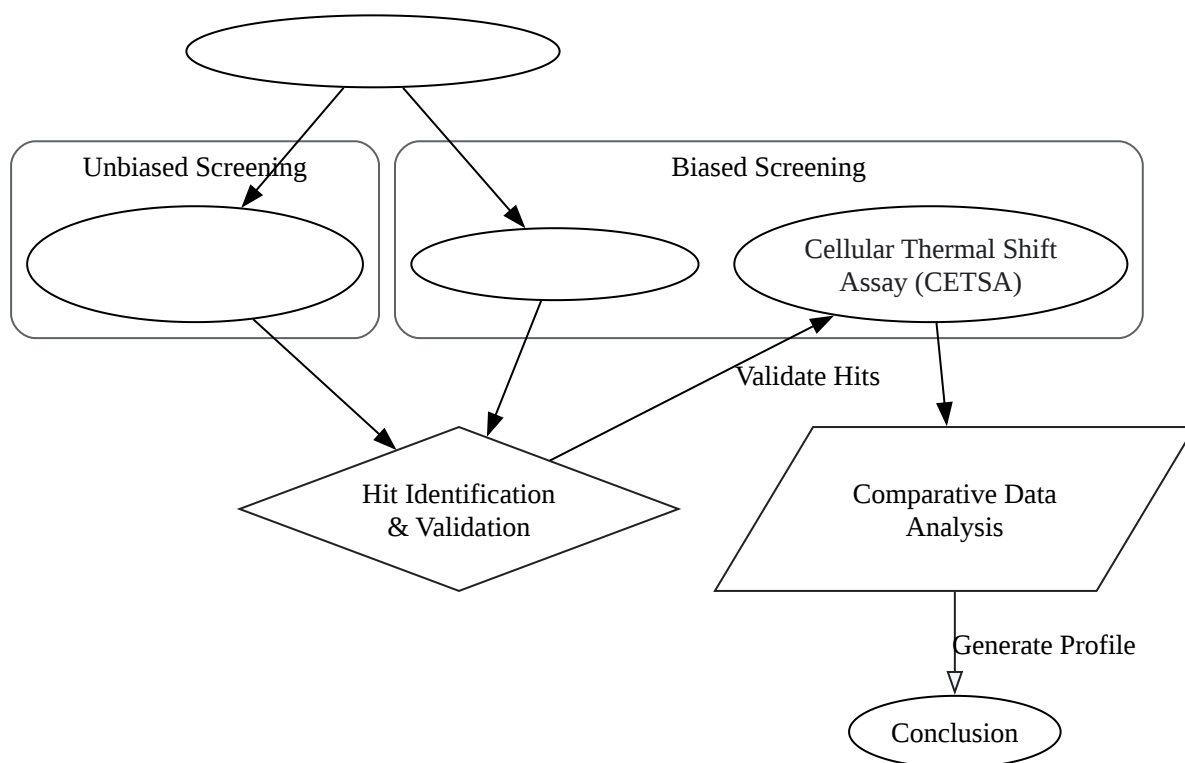 Unbiased Screening
Biased Screening
Cellular Thermal Shift
Assay (CETSA)
Validate Hits
Hit Identification
& Validation
Comparative Data
Analysis
Generate Profile
Conclusion